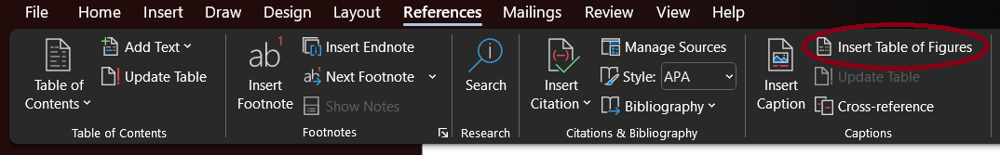 File Home Insert Draw Design Layout References Mailings Review View Help
Table of
Contents
Add Text
Update Table
Table of Contents
ab1
Insert
Footnote
Insert Endnote
ab1 Next Footnote
Show Notes
Footnotes
Search
Research
Insert
Citation
Manage Sources
Style: APA
Bibliography
Citations & Bibliography
Insert
Caption
Insert Table of Figures
Update Table
Cross-reference
Captions